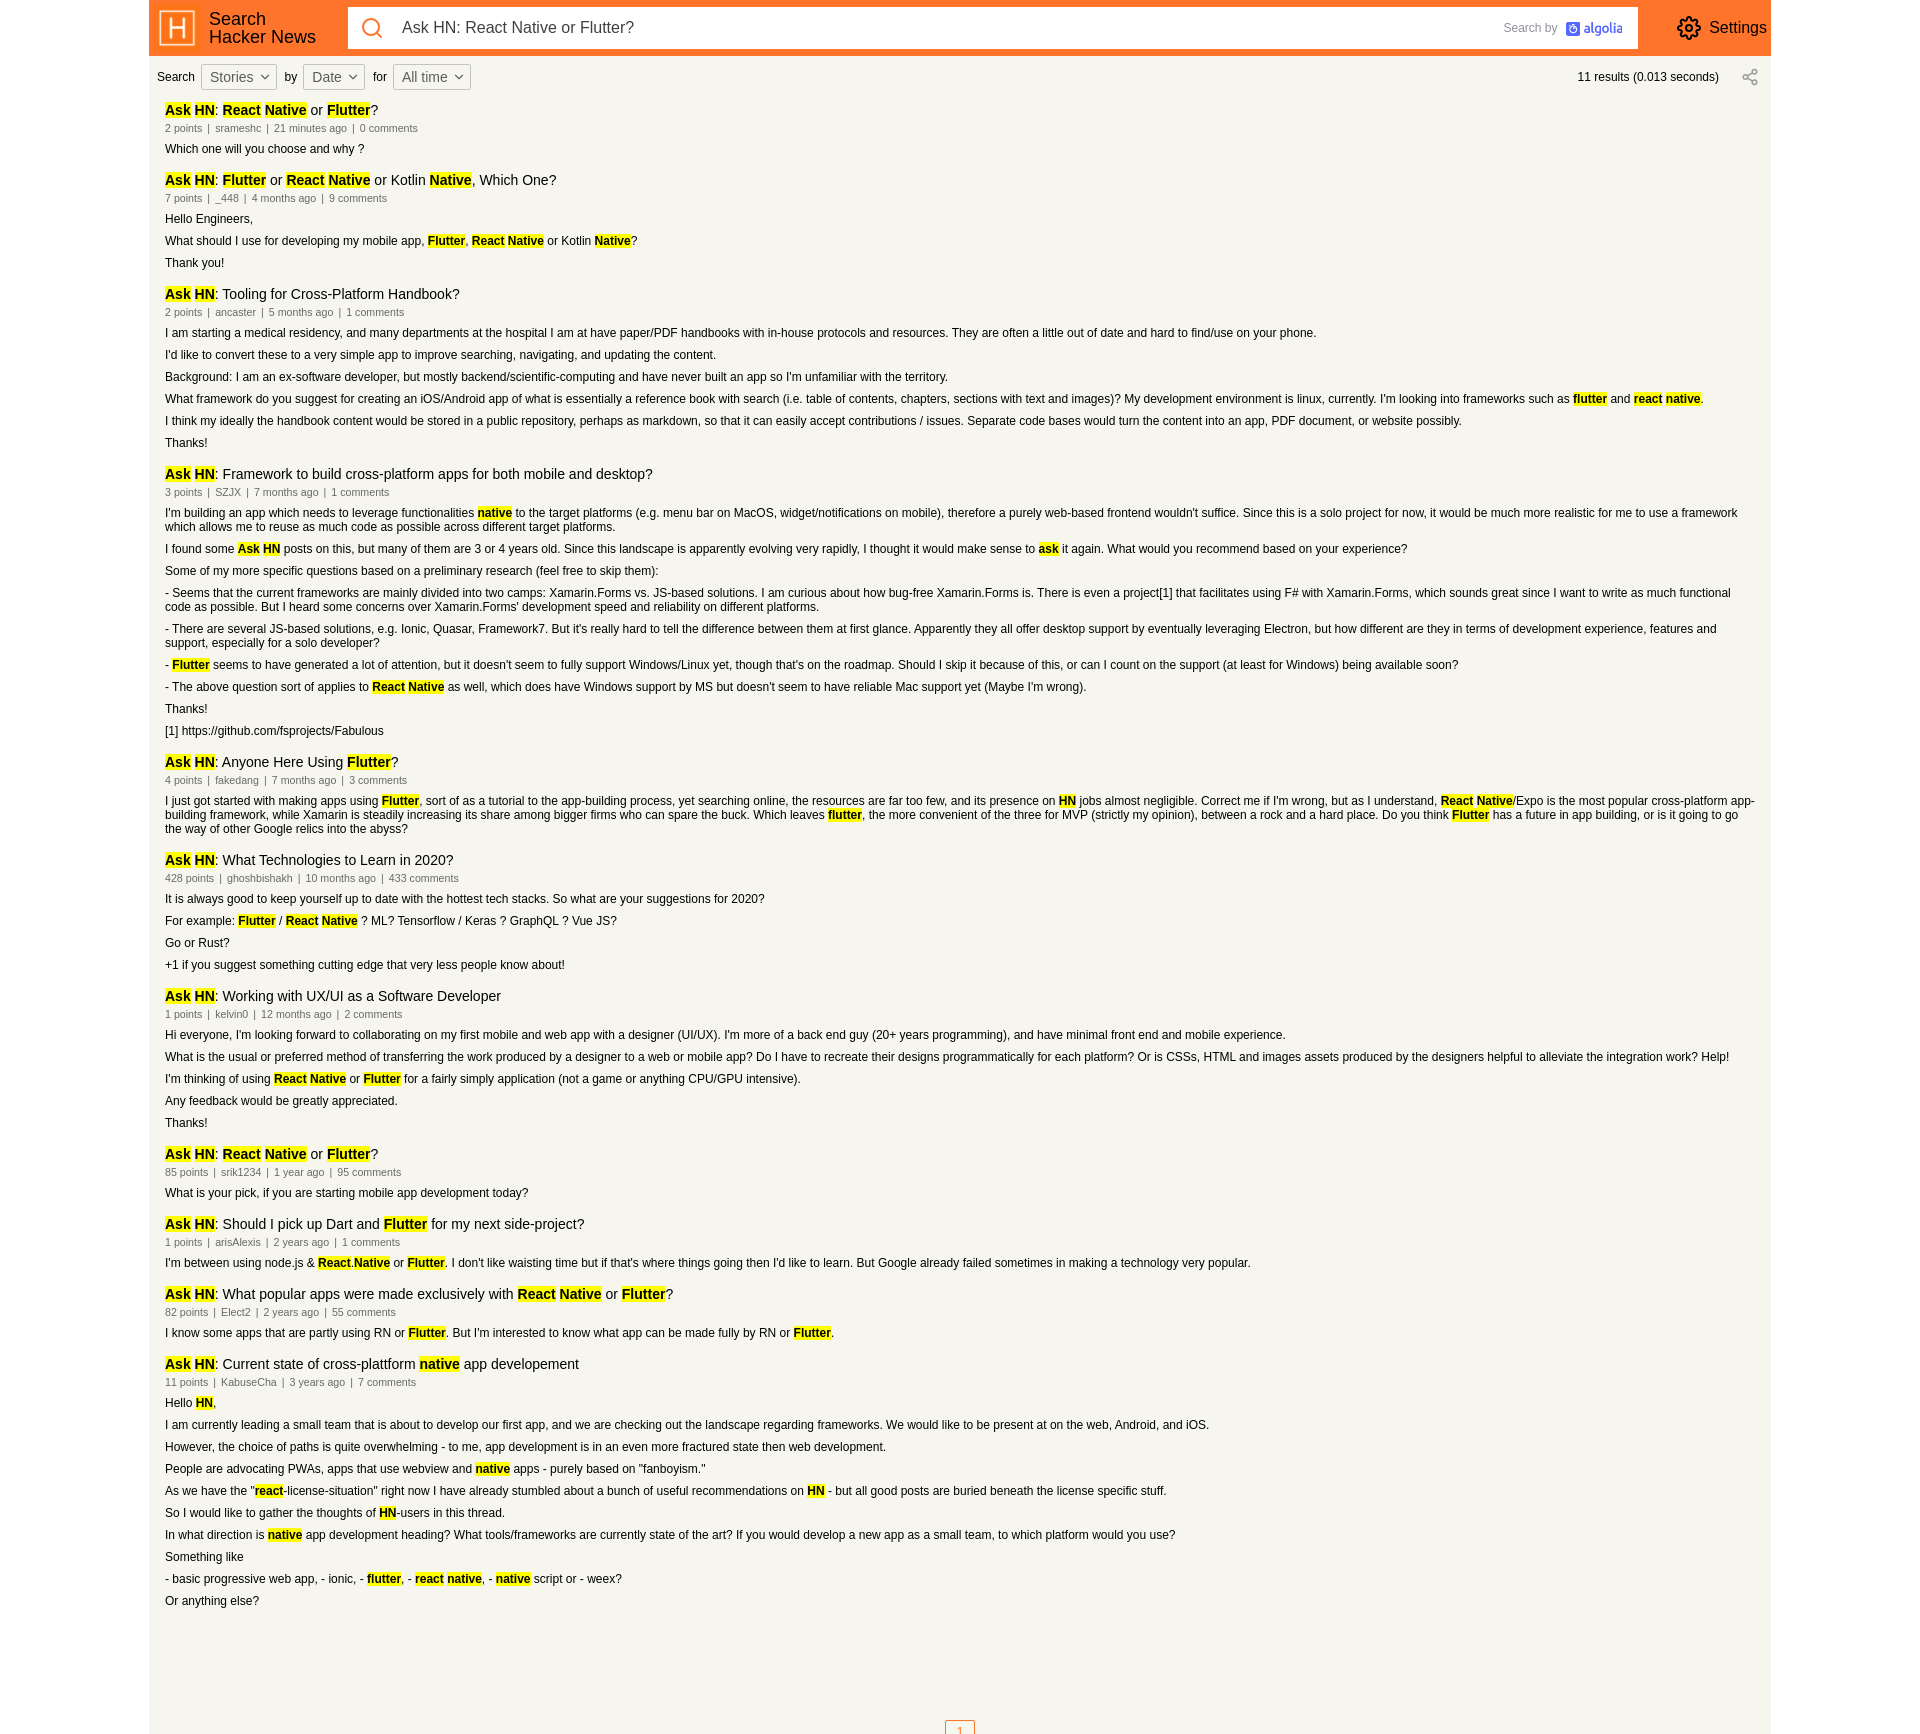 Search
Hacker News
Ask HN: React Native or Flutter?
Search by algolia
Settings
Search Stories by Date for All time
11 results (0.013 seconds)
Ask HN: React Native or Flutter?
2 points | srameshc | 21 minutes ago | 0 comments
Which one will you choose and why ?
Ask HN: Flutter or React Native or Kotlin Native, Which One?
7 points | _448 | 4 months ago | 9 comments
Hello Engineers,
What should I use for developing my mobile app, Flutter, React Native or Kotlin Native?
Thank you!
Ask HN: Tooling for Cross-Platform Handbook?
2 points | ancaster | 5 months ago | 1 comments
I am starting a medical residency, and many departments at the hospital I am at have paper/PDF handbooks with in-house protocols and resources. They are often a little out of date and hard to find/use on your phone.
I'd like to convert these to a very simple app to improve searching, navigating, and updating the content.
Background: I am an ex-software developer, but mostly backend/scientific-computing and have never built an app so I'm unfamiliar with the territory.
What framework do you suggest for creating an iOS/Android app of what is essentially a reference book with search (i.e. table of contents, chapters, sections with text and images)? My development environment is linux, currently. I'm looking into frameworks such as flutter and react native.
I think my ideally the handbook content would be stored in a public repository, perhaps as markdown, so that it can easily accept contributions / issues. Separate code bases would turn the content into an app, PDF document, or website possibly.
Thanks!
Ask HN: Framework to build cross-platform apps for both mobile and desktop?
3 points | SZJX | 7 months ago | 1 comments
I'm building an app which needs to leverage functionalities native to the target platforms (e.g. menu bar on MacOS, widget/notifications on mobile), therefore a purely web-based frontend wouldn't suffice. Since this is a solo project for now, it would be much more realistic for me to use a framework
which allows me to reuse as much code as possible across different target platforms.
I found some Ask HN posts on this, but many of them are 3 or 4 years old. Since this landscape is apparently evolving very rapidly, I thought it would make sense to ask it again. What would you recommend based on your experience?
Some of my more specific questions based on a preliminary research (feel free to skip them):
- Seems that the current frameworks are mainly divided into two camps: Xamarin.Forms vs. JS-based solutions. I am curious about how bug-free Xamarin.Forms is. There is even a project[1] that facilitates using F# with Xamarin.Forms, which sounds great since I want to write as much functional
code as possible. But I heard some concerns over Xamarin.Forms' development speed and reliability on different platforms.
- There are several JS-based solutions, e.g. Ionic, Quasar, Framework7. But it's really hard to tell the difference between them at first glance. Apparently they all offer desktop support by eventually leveraging Electron, but how different are they in terms of development experience, features and
support, especially for a solo developer?
- Flutter seems to have generated a lot of attention, but it doesn't seem to fully support Windows/Linux yet, though that's on the roadmap. Should I skip it because of this, or can I count on the support (at least for Windows) being available soon?
- The above question sort of applies to React Native as well, which does have Windows support by MS but doesn't seem to have reliable Mac support yet (Maybe I'm wrong).
Thanks!
[1] https://github.com/fsprojects/Fabulous
Ask HN: Anyone Here Using Flutter?
4 points | fakedang | 7 months ago | 3 comments
I just got started with making apps using Flutter, sort of as a tutorial to the app-building process, yet searching online, the resources are far too few, and its presence on HN jobs almost negligible. Correct me if I'm wrong, but as I understand, React Native/Expo is the most popular cross-platform app-
building framework, while Xamarin is steadily increasing its share among bigger firms who can spare the buck. Which leaves flutter, the more convenient of the three for MVP (strictly my opinion), between a rock and a hard place. Do you think Flutter has a future in app building, or is it going to go
the way of other Google relics into the abyss?
Ask HN: What Technologies to Learn in 2020?
428 points | ghoshbishakh | 10 months ago | 433 comments
It is always good to keep yourself up to date with the hottest tech stacks. So what are your suggestions for 2020?
For example: Flutter / React Native ? ML? Tensorflow / Keras ? GraphQL ? Vue JS?
Go or Rust?
+1 if you suggest something cutting edge that very less people know about!
Ask HN: Working with UX/UI as a Software Developer
1 points | kelvin0 | 12 months ago | 2 comments
Hi everyone, I'm looking forward to collaborating on my first mobile and web app with a designer (UI/UX). I'm more of a back end guy (20+ years programming), and have minimal front end and mobile experience.
What is the usual or preferred method of transferring the work produced by a designer to a web or mobile app? Do I have to recreate their designs programmatically for each platform? Or is CSSs, HTML and images assets produced by the designers helpful to alleviate the integration work? Help!
I'm thinking of using React Native or Flutter for a fairly simply application (not a game or anything CPU/GPU intensive).
Any feedback would be greatly appreciated.
Thanks!
Ask HN: React Native or Flutter?
85 points | srik1234 | 1 year ago | 95 comments
What is your pick, if you are starting mobile app development today?
Ask HN: Should I pick up Dart and Flutter for my next side-project?
1 points | arisAlexis | 2 years ago | 1 comments
I'm between using node.js & React.Native or Flutter. I don't like waisting time but if that's where things going then I'd like to learn. But Google already failed sometimes in making a technology very popular.
Ask HN: What popular apps were made exclusively with React Native or Flutter?
82 points | Elect2 | 2 years ago | 55 comments
I know some apps that are partly using RN or Flutter. But I'm interested to know what app can be made fully by RN or Flutter.
Ask HN: Current state of cross-plattform native app developement
11 points | KabuseCha | 3 years ago | 7 comments
Hello HN,
I am currently leading a small team that is about to develop our first app, and we are checking out the landscape regarding frameworks. We would like to be present at on the web, Android, and iOS.
However, the choice of paths is quite overwhelming - to me, app development is in an even more fractured state then web development.
People are advocating PWAs, apps that use webview and native apps - purely based on "fanboyism."
As we have the "react-license-situation" right now I have already stumbled about a bunch of useful recommendations on HN - but all good posts are buried beneath the license specific stuff.
So I would like to gather the thoughts of HN-users in this thread.
In what direction is native app development heading? What tools/frameworks are currently state of the art? If you would develop a new app as a small team, to which platform would you use?
Something like
- basic progressive web app, - ionic, - flutter, - react native, - native script or - weex?
Or anything else?
1